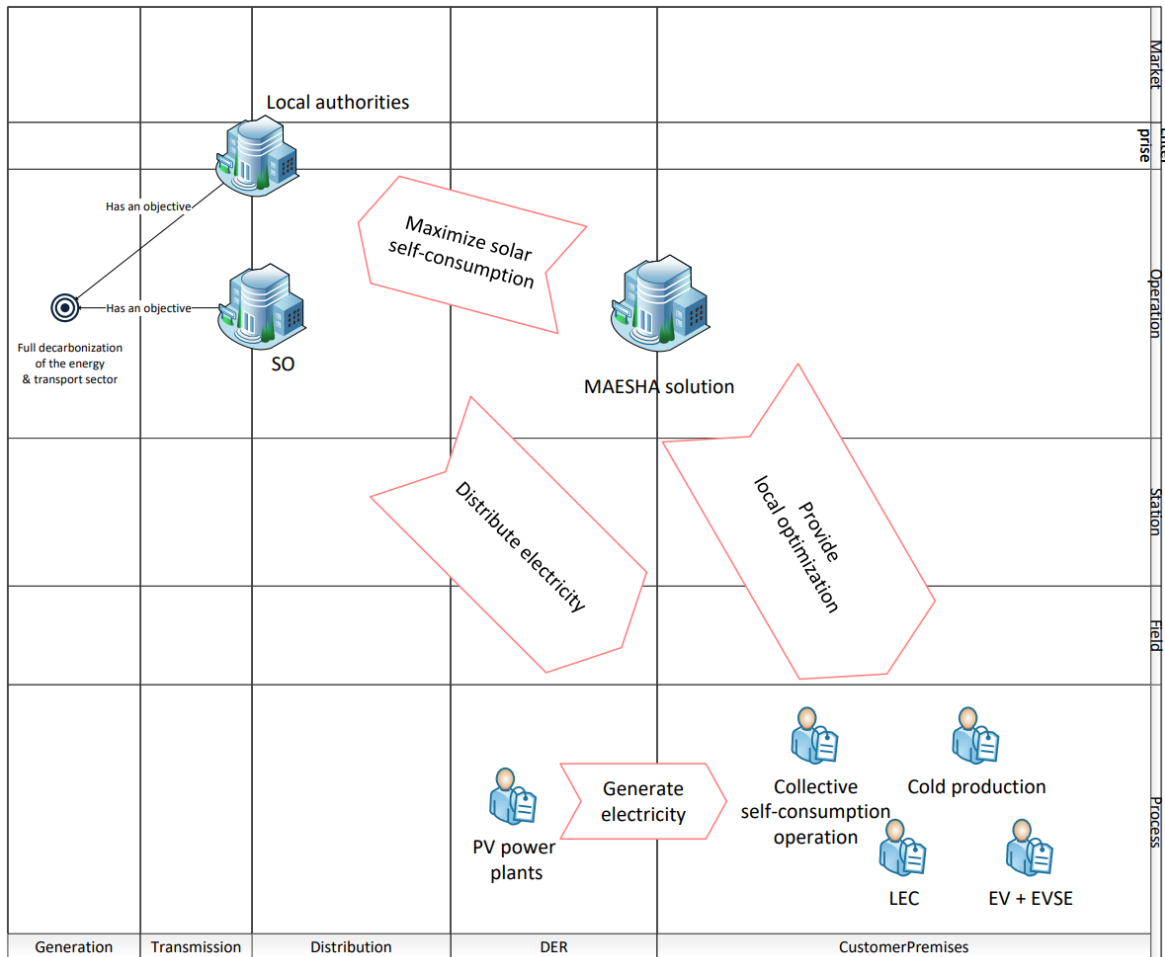 Market
Local authorities
Enter
prise
Has an objective
Maximize solar
self-consumption
Operation
Has an objective
Full decarbonization
of the energy
& transport sector
SO
MAESHA solution
Distribute electricity
Provide
local optimization
Station
Field
Generate
electricity
Collective
self-consumption
operation
Cold production
PV power
plants
LEC
EV + EVSE
Process
Generation
Transmission
Distribution
DER
CustomerPremises